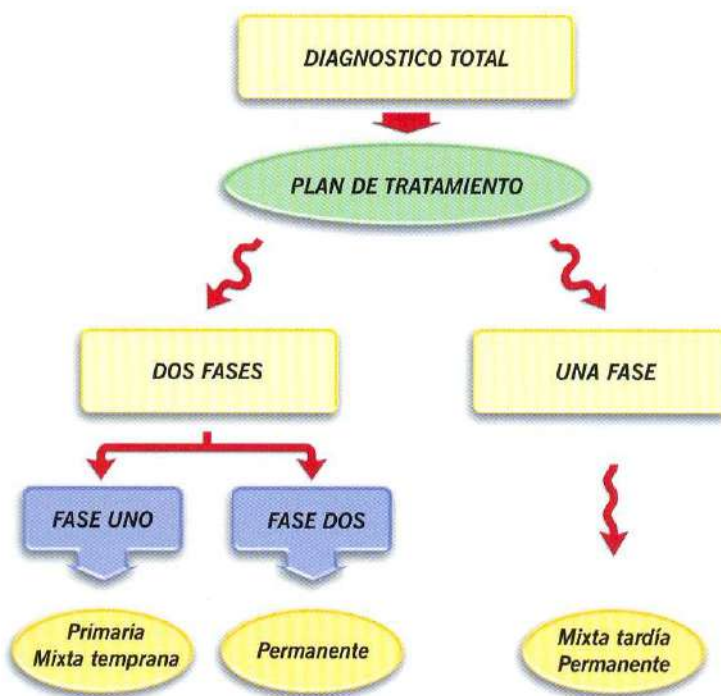 DIAGNOSTICO TOTAL
PLAN DE TRATAMIENTO
DOS FASES
UNA FASE
FASE UNO
FASE DOS
Primaria
Mixta temprana
Permanente
Mixta tardía
Permanente